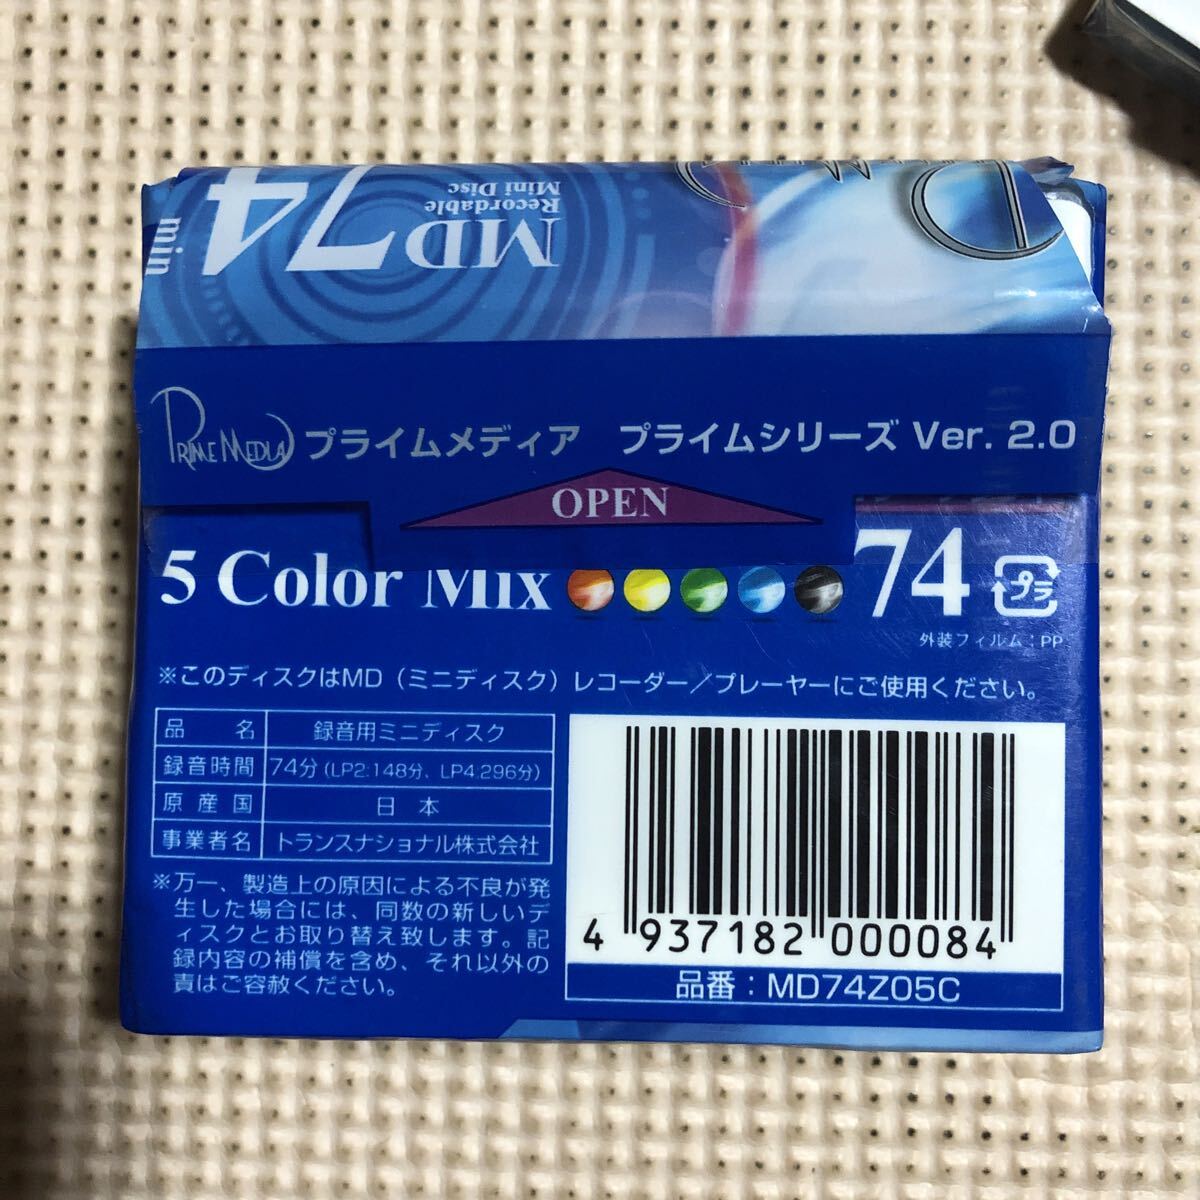 MD74
min
Recordable
Mini Disc
PRIME MEDIA プライムメディア プライムシリーズ Ver. 2.0
OPEN
5 Color Mix 74 プラ
外装フィルム:PP
※このディスクはMD(ミニディスク)レコーダー/プレーヤーにご使用ください。
品名 録音用ミニディスク
録音時間 74分(LP2:148分、LP4:296分)
原産国 日本
事業者名 トランスナショナル株式会社
※万一、製造上の原因による不良が発
生した場合には、同数の新しいデ
ィスクとお取り替え致します。記
録内容の補償を含め、それ以外の
責はご容赦ください。
4 937182 000084
品番:MD74Z05C